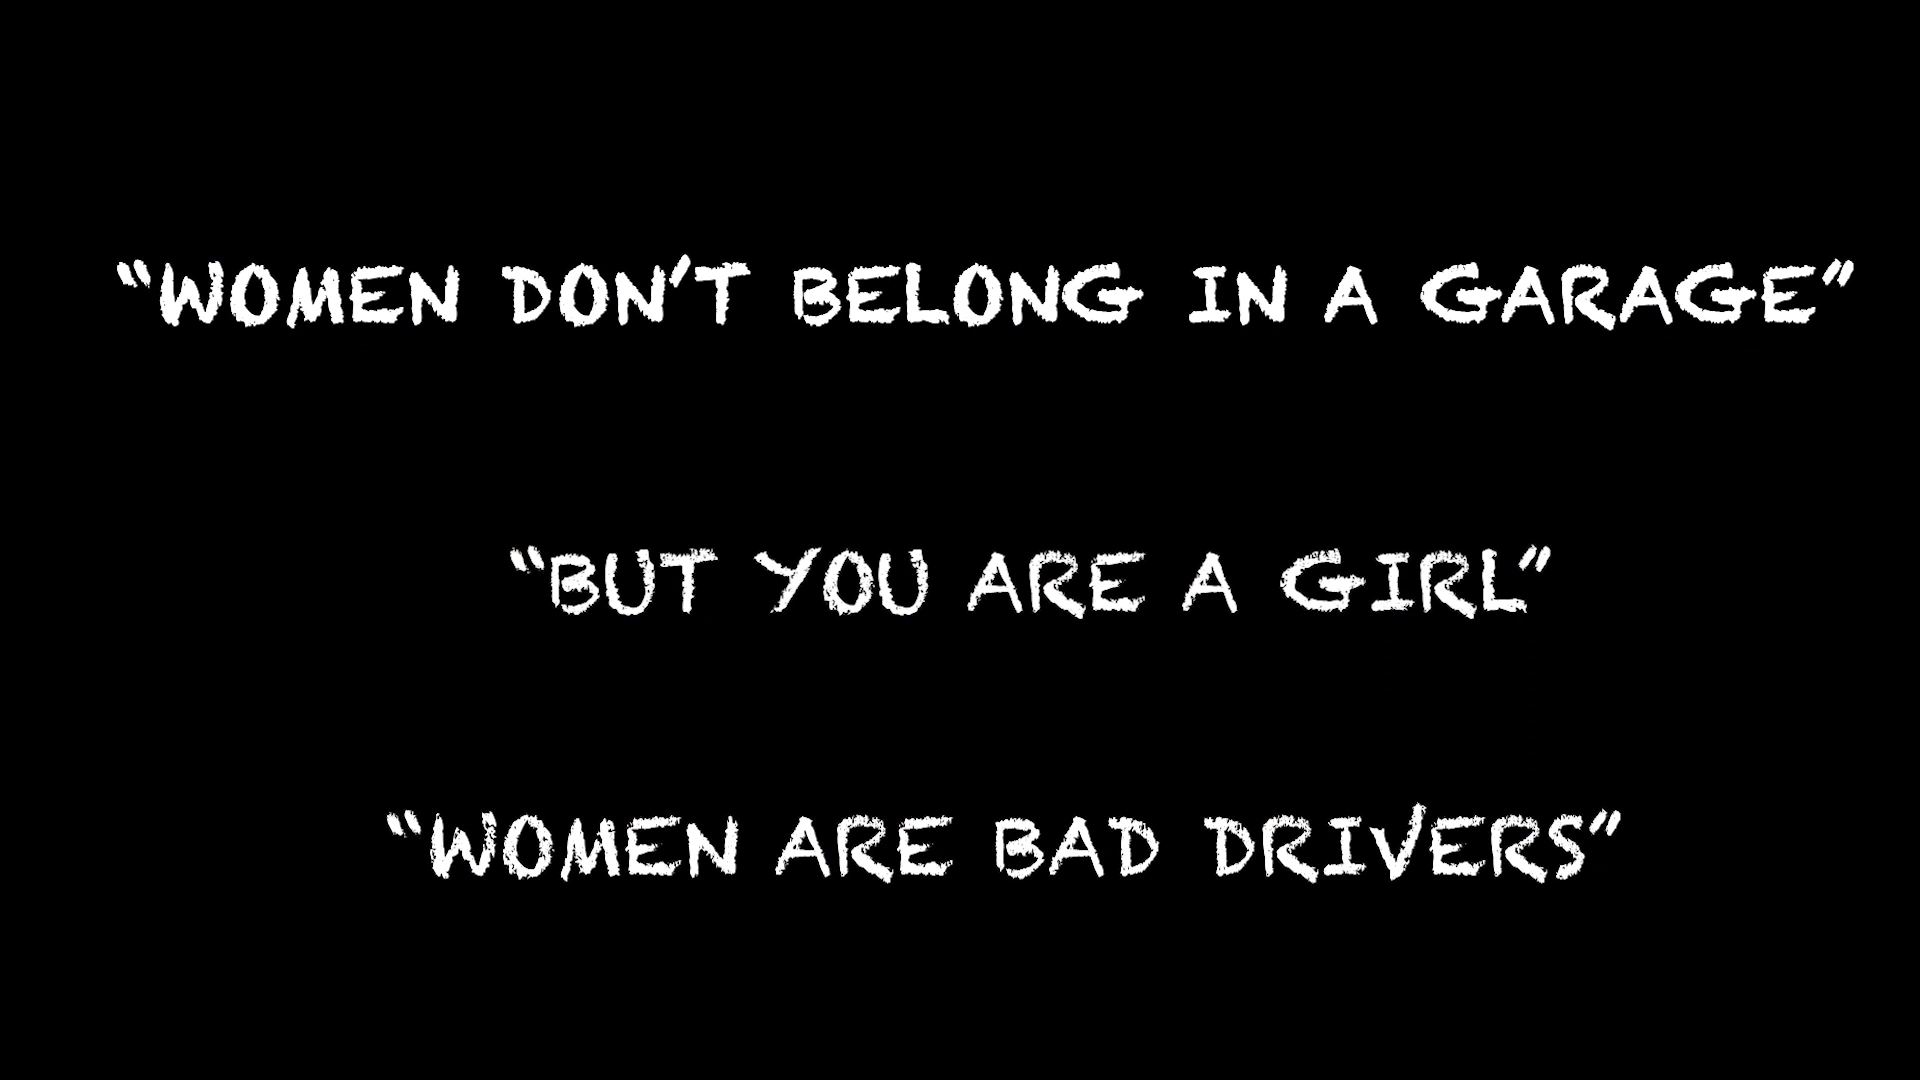 “WOMEN DON’T BELONG IN A GARAGE”
“BUT YOU ARE A GIRL”
“WOMEN ARE BAD DRIVERS”